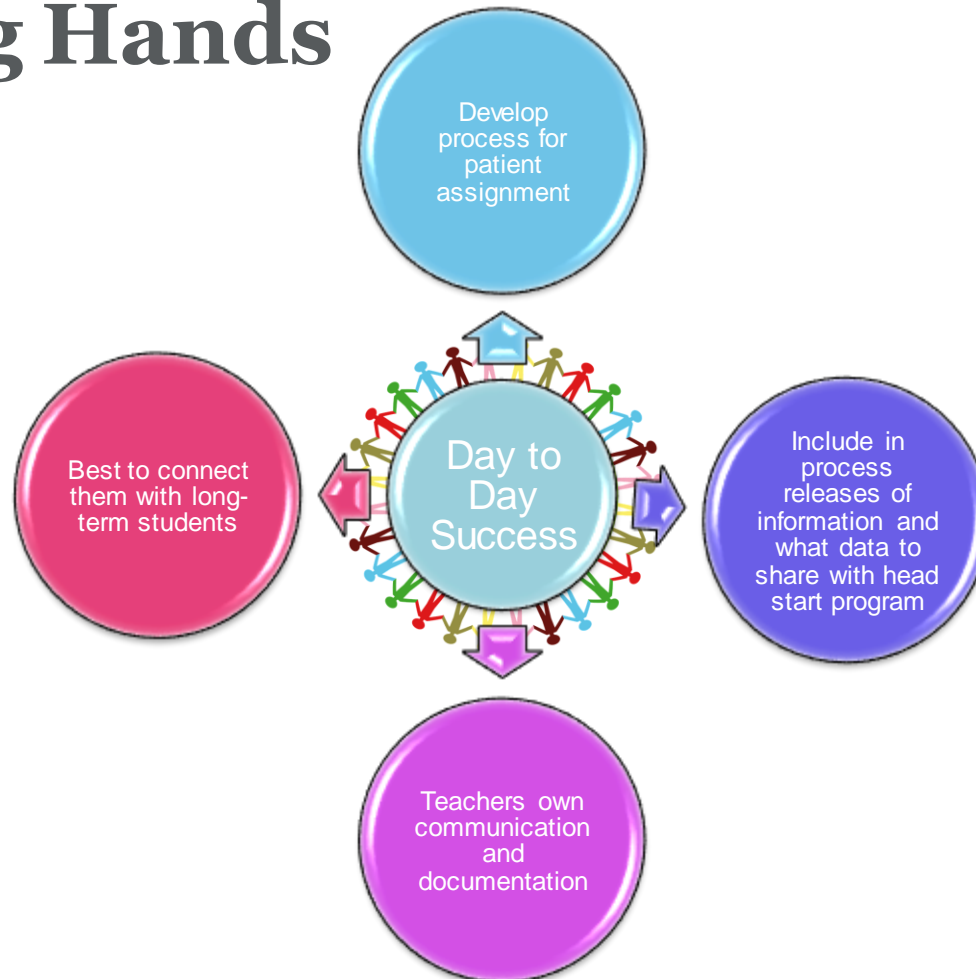 g Hands
Develop
process for
patient
assignment
Best to connect
them with long-
term students
Day to
Day
Success
Include in
process
releases of
information and
what data to
share with head
start program
Teachers own
communication
and
documentation